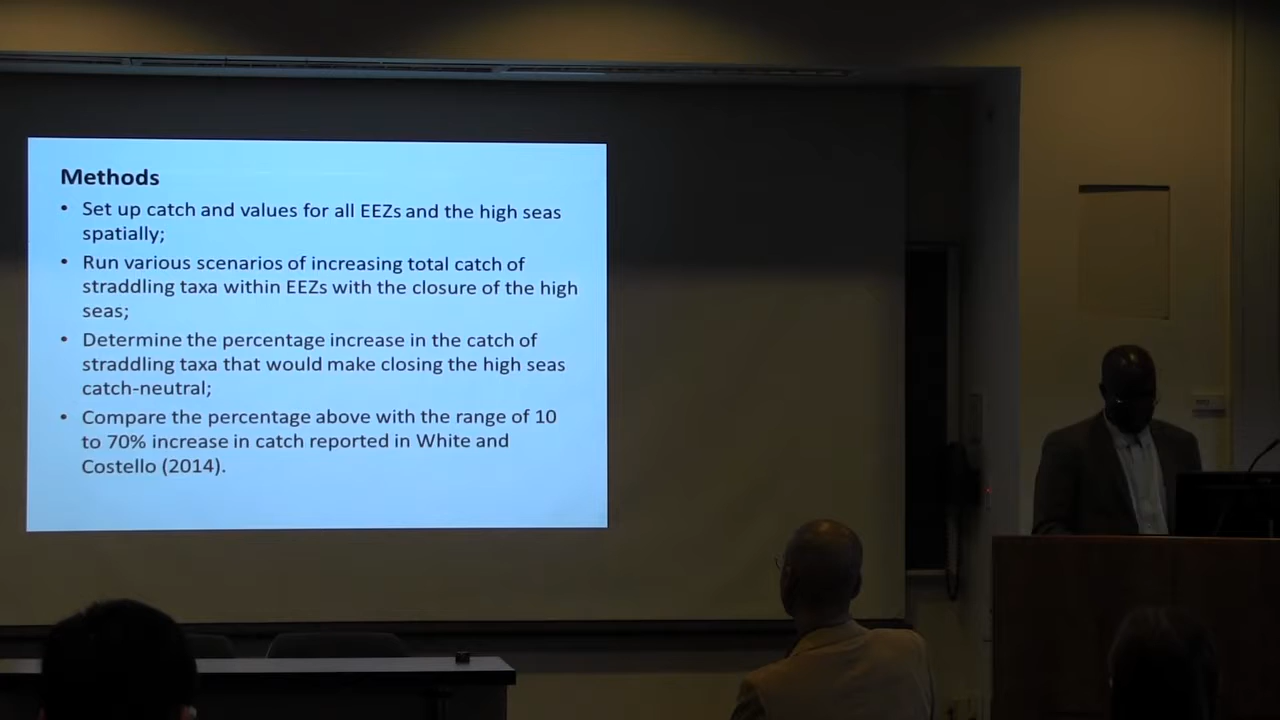 Methods
• Set up catch and values for all EEZs and the high seas
spatially;
• Run various scenarios of increasing total catch of
straddling taxa within EEZs with the closure of the high
seas;
• Determine the percentage increase in the catch of
straddling taxa that would make closing the high seas
catch-neutral;
• Compare the percentage above with the range of 10
to 70% increase in catch reported in White and
Costello (2014).